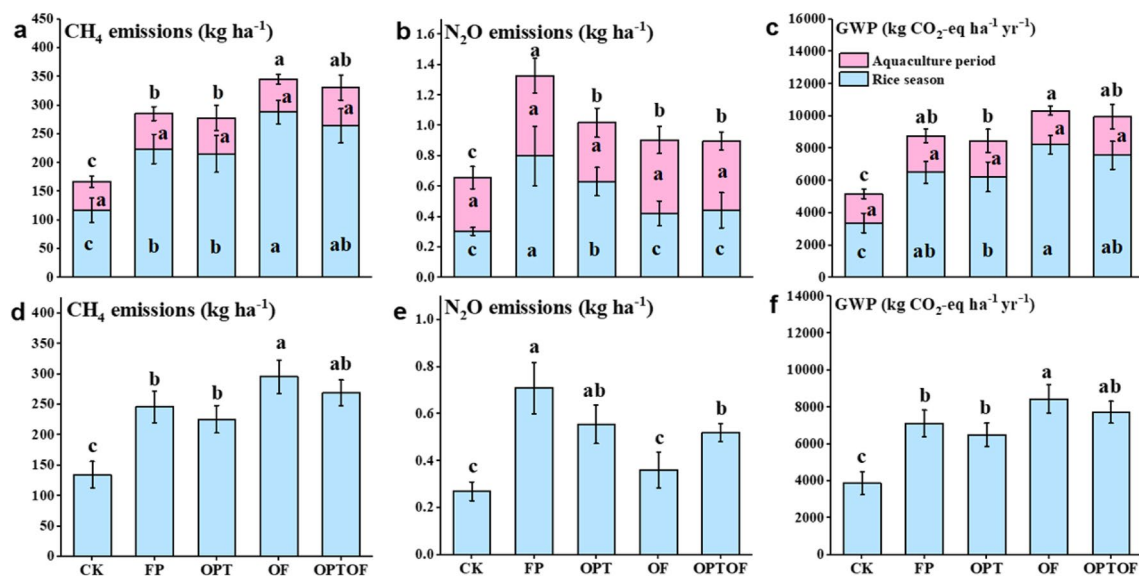 a CH₄ emissions (kg ha⁻¹)
450
400
350
300
250
200
150
100
50
0
c b b a ab
a a a a a
c b b a ab
b N₂O emissions (kg ha⁻¹)
1.6
1.4
1.2
1.0
0.8
0.6
0.4
0.2
0.0
c a b b b
a a a a a
c a b c c
c GWP (kg CO₂-eq ha⁻¹ yr⁻¹)
Aquaculture period
Rice season
16000
14000
12000
10000
8000
6000
4000
2000
0
c ab b a ab
a a a a a
c ab b a ab
d CH₄ emissions (kg ha⁻¹)
450
400
350
300
250
200
150
100
50
0
c b b a ab
CK FP OPT OF OPTOF
e N₂O emissions (kg ha⁻¹)
1.0
0.8
0.6
0.4
0.2
0.0
c a ab c b
CK FP OPT OF OPTOF
f GWP (kg CO₂-eq ha⁻¹ yr⁻¹)
14000
12000
10000
8000
6000
4000
2000
0
c b b a ab
CK FP OPT OF OPTOF